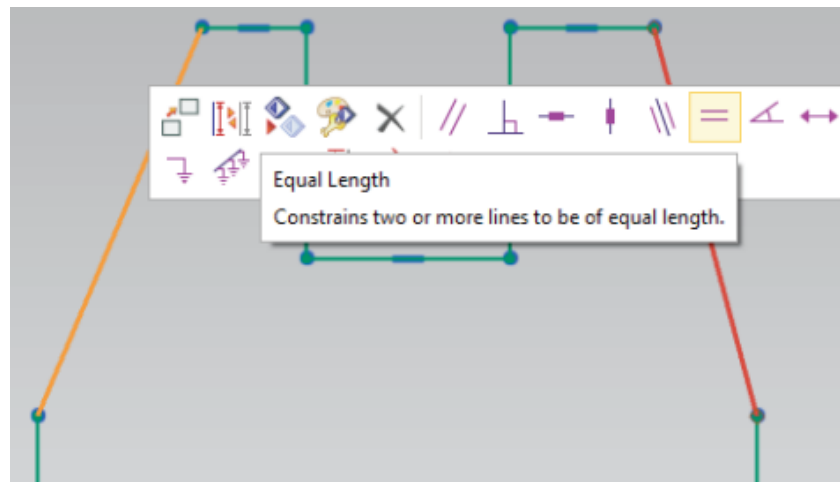 Equal Length
Constrains two or more lines to be of equal length.